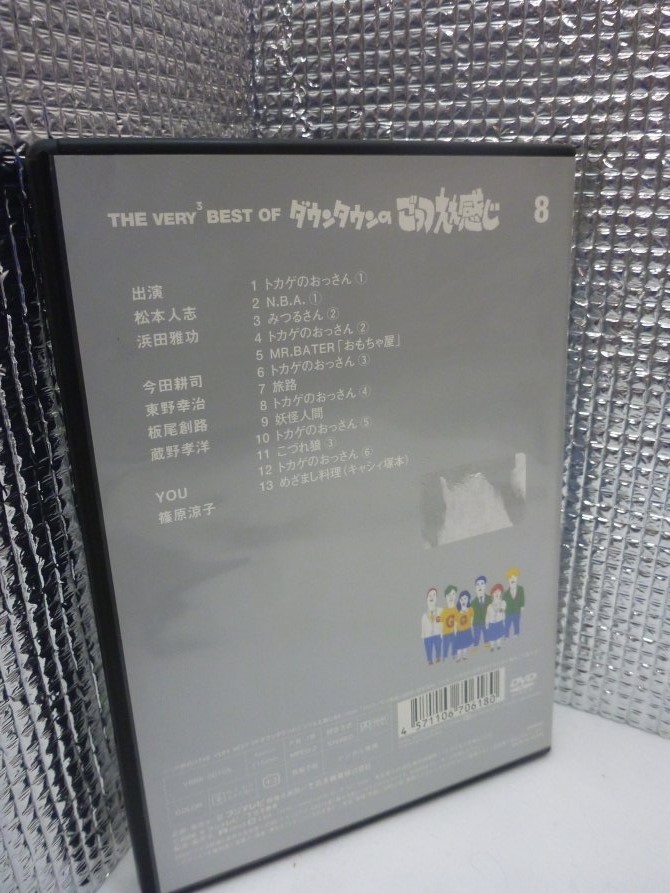 THE VERY³ BEST OF ダウンタウンのごっつええ感じ 8
出演
松本人志
浜田雅功
今田耕司
東野幸治
板尾創路
蔵野孝洋
YOU
篠原涼子
1 トカゲのおっさん ①
2 N.B.A. ①
3 みつるさん ②
4 トカゲのおっさん ②
5 MR.BATER「おもちゃ屋」
6 トカゲのおっさん ③
7 旅路
8 トカゲのおっさん ④
9 妖怪人間
10 トカゲのおっさん ⑤
11 こづれ狼 ③
12 トカゲのおっさん ⑥
13 めざまし料理(キャシィ塚本)
4 571106 706180
DVD
COLOR